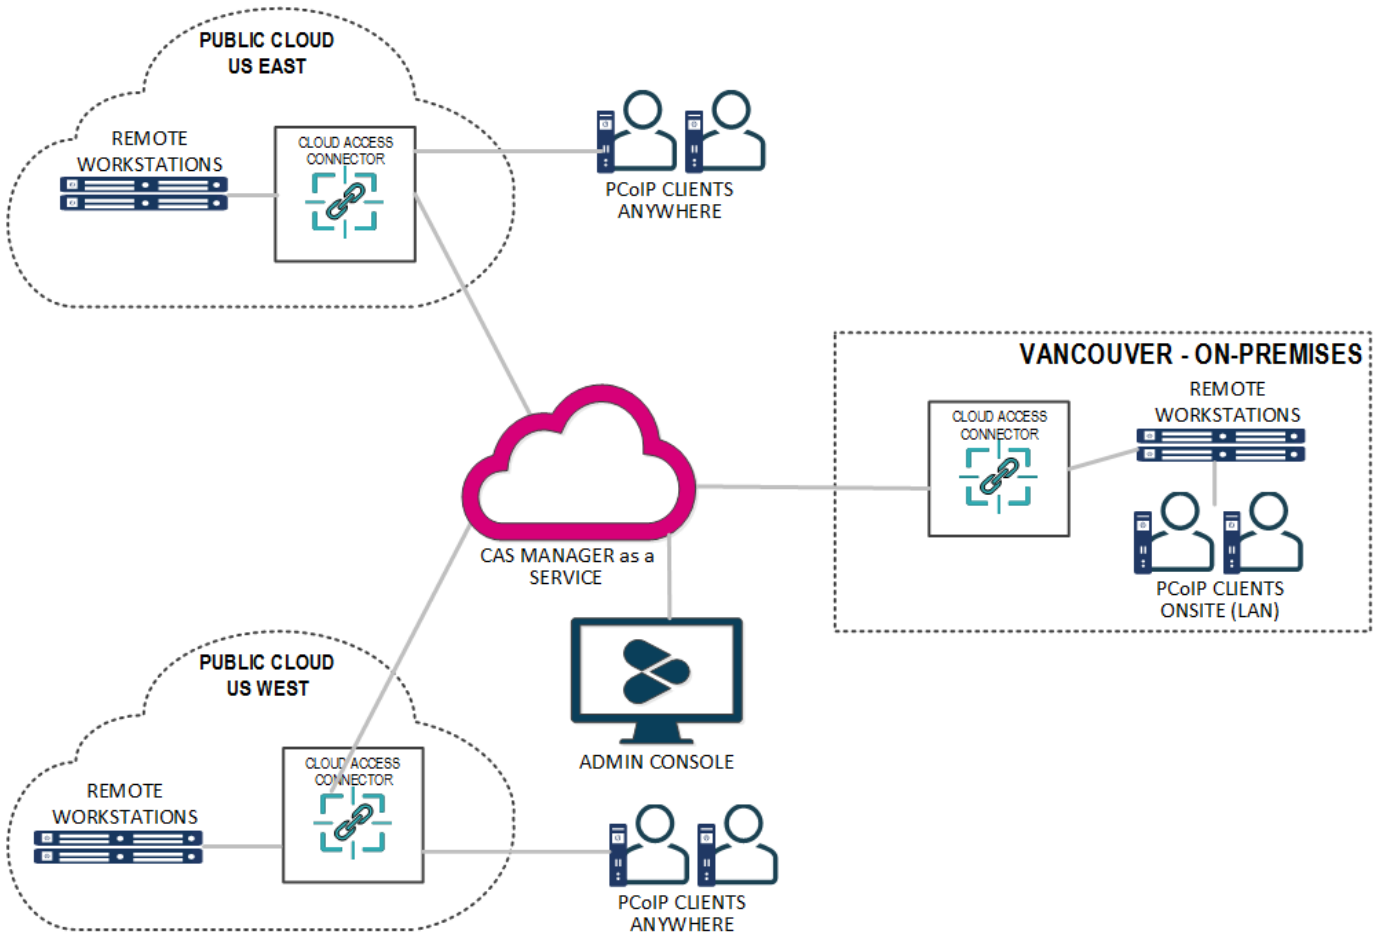 PUBLIC CLOUD
US EAST
REMOTE
WORKSTATIONS
CLOUD ACCESS
CONNECTOR
PCoIP CLIENTS
ANYWHERE
VANCOUVER - ON-PREMISES
REMOTE
WORKSTATIONS
CLOUD ACCESS
CONNECTOR
PCoIP CLIENTS
ONSITE (LAN)
CAS MANAGER as a
SERVICE
ADMIN CONSOLE
PUBLIC CLOUD
US WEST
REMOTE
WORKSTATIONS
CLOUD ACCESS
CONNECTOR
PCoIP CLIENTS
ANYWHERE